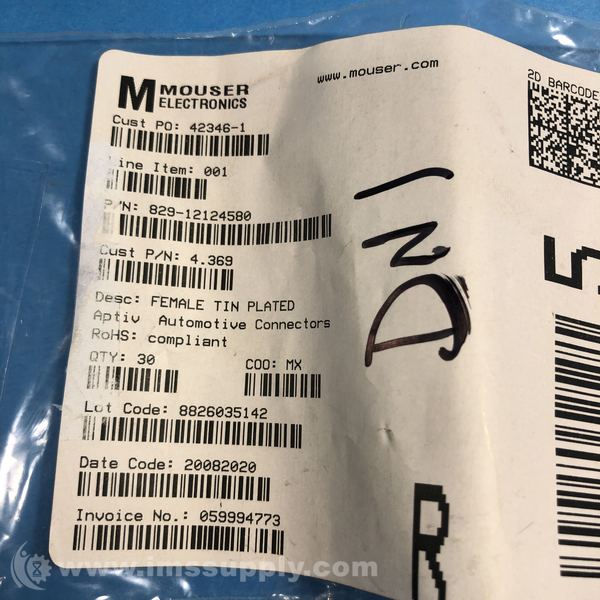 MOUSER
ELECTRONICS
www.mouser.com
2D BARCODE
Cust PO: 42346-1
Line Item: 001
P/N: 829-12124580
Cust P/N: 4.369
Desc: FEMALE TIN PLATED
Aptiv Automotive Connectors
RoHS: compliant
QTY: 30
COO: MX
Lot Code: 8826035142
Date Code: 20082020
Invoice No.: 059994773
DN1
R
5
www.imssupply.com